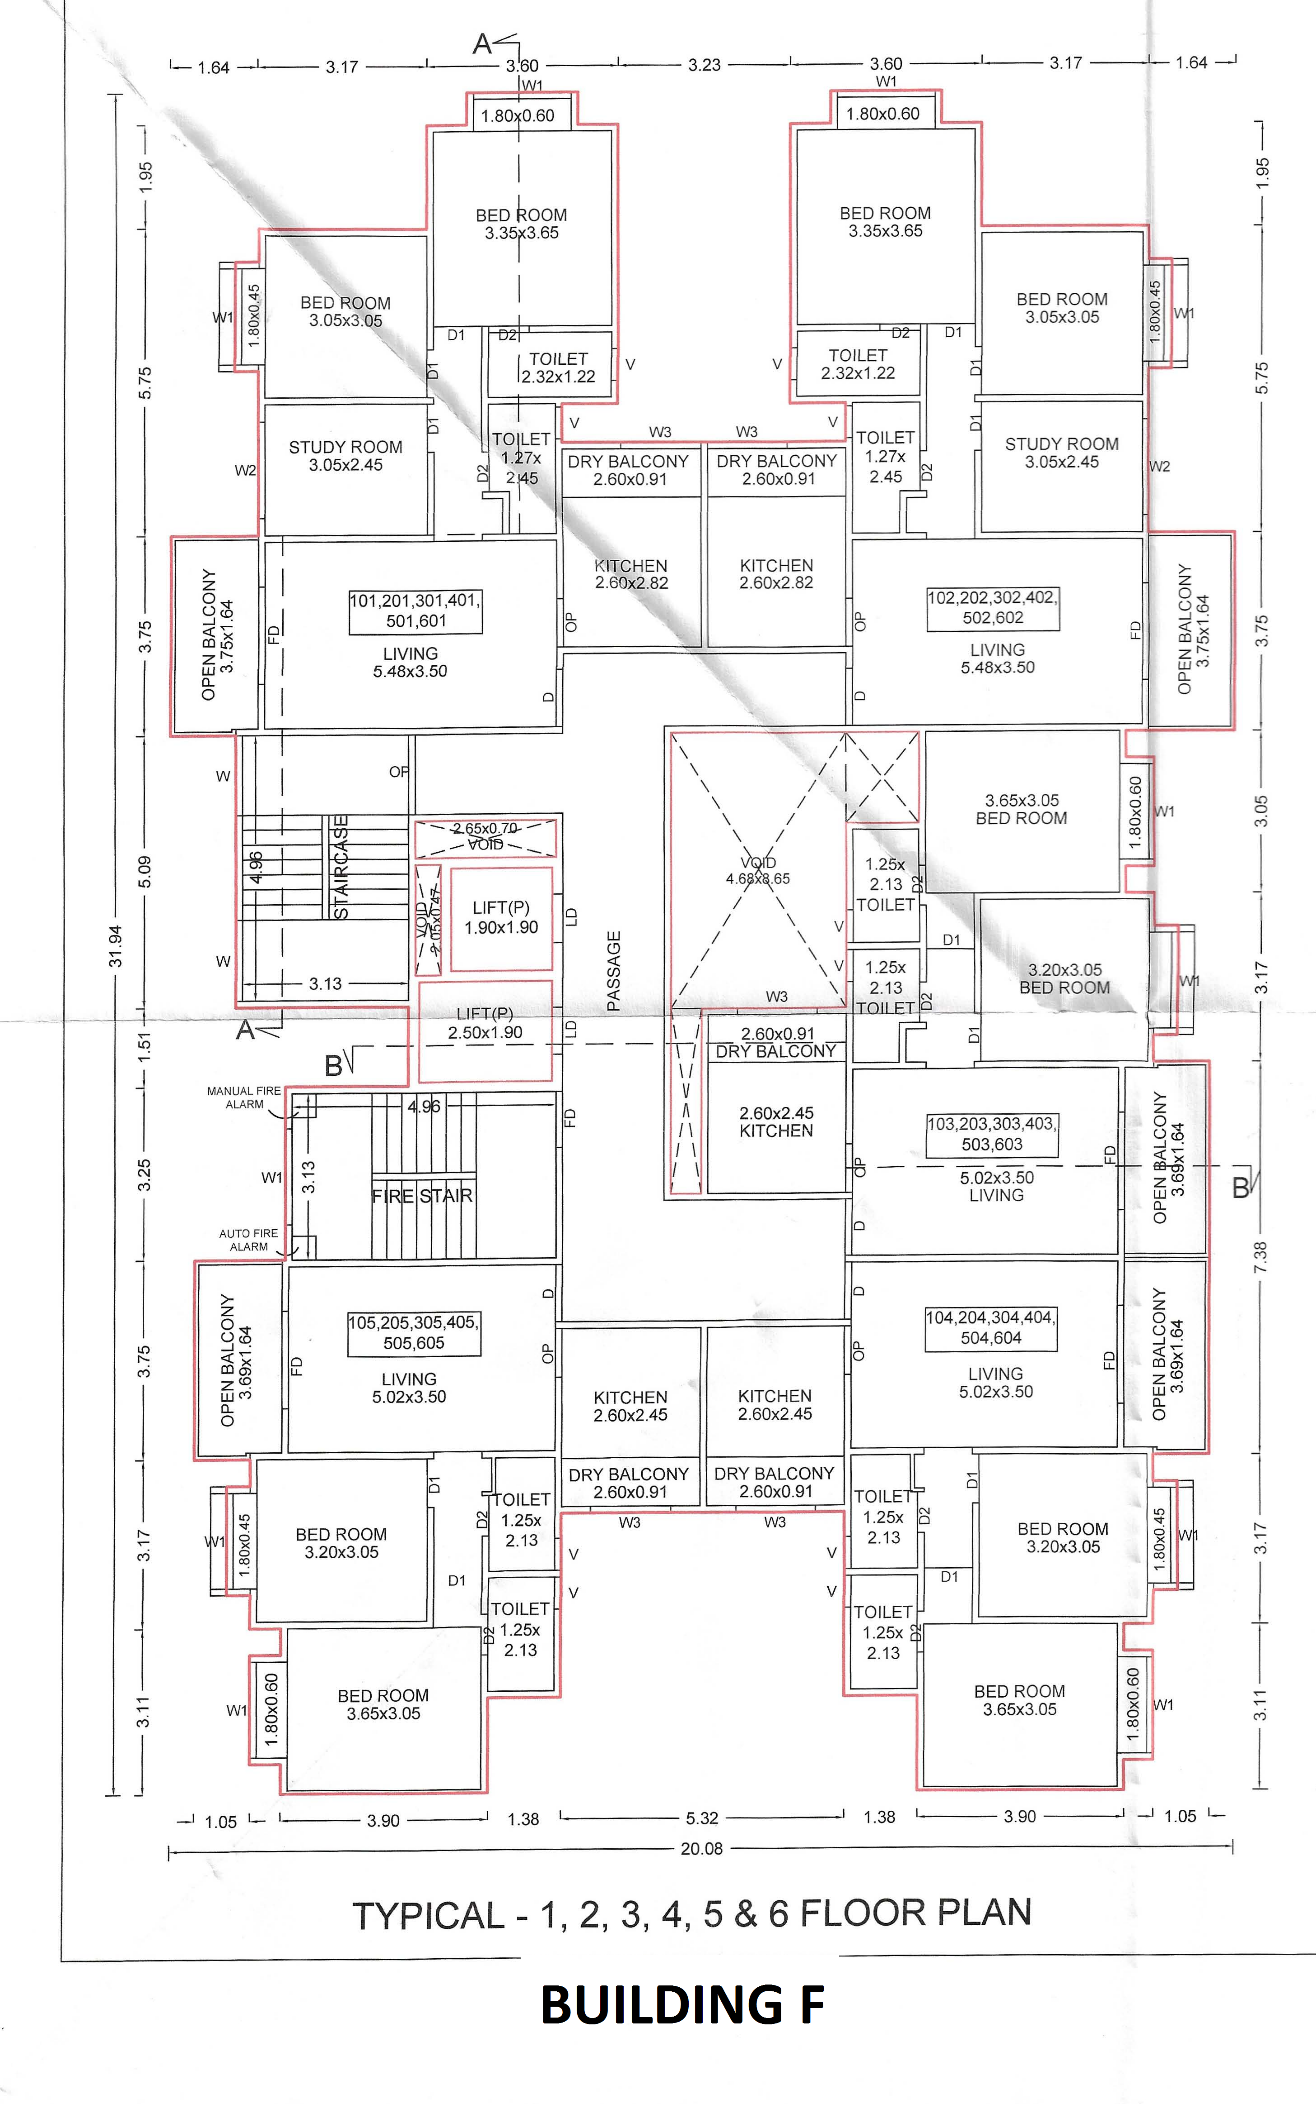 A
1.64
3.17
3.60
3.23
3.60
3.17
1.64
W1
1.80x0.60
W1
1.80x0.60
1.95
1.95
BED ROOM
3.35x3.65
BED ROOM
3.35x3.65
W1
1.80x0.45
BED ROOM
3.05x3.05
BED ROOM
3.05x3.05
1.80x0.45
W1
D1
D2
D2
D1
TOILET
2.32x1.22
V
V
TOILET
2.32x1.22
5.75
D1
D1
5.75
D1
D1
V
W3
W3
V
STUDY ROOM
3.05x2.45
W2
TOILET
1.27x
2.45
D2
DRY BALCONY
2.60x0.91
DRY BALCONY
2.60x0.91
TOILET
1.27x
2.45
D2
STUDY ROOM
3.05x2.45
W2
KITCHEN
2.60x2.82
KITCHEN
2.60x2.82
3.75
OPEN BALCONY
3.75x1.64
FD
101,201,301,401,
501,601
LIVING
5.48x3.50
OP
D
OP
D
102,202,302,402,
502,602
LIVING
5.48x3.50
FD
OPEN BALCONY
3.75x1.64
3.75
W
OP
4.96
STAIRCASE
5.09
W
3.13
2.65x0.70
VOID
VOID
2.05x0.47
LIFT(P)
1.90x1.90
LD
PASSAGE
VOID
4.68x3.65
3.65x3.05
BED ROOM
1.80x0.60
W1
3.05
1.25x
2.13
TOILET
D2
V
V
D1
1.25x
2.13
TOILET
D2
D1
3.20x3.05
BED ROOM
W1
3.17
31.94
A
LIFT(P)
2.50x1.90
LD
W3
2.60x0.91
DRY BALCONY
B
1.51
MANUAL FIRE
ALARM
4.96
FD
2.60x2.45
KITCHEN
103,203,303,403,
503,603
5.02x3.50
LIVING
OP
D
FD
OPEN BALCONY
3.69x1.64
B
3.25
W1
3.13
FIRE STAIR
AUTO FIRE
ALARM
7.38
3.75
OPEN BALCONY
3.69x1.64
FD
105,205,305,405,
505,605
LIVING
5.02x3.50
D
OP
D
OP
104,204,304,404,
504,604
LIVING
5.02x3.50
FD
OPEN BALCONY
3.69x1.64
KITCHEN
2.60x2.45
KITCHEN
2.60x2.45
DRY BALCONY
2.60x0.91
DRY BALCONY
2.60x0.91
W3
W3
3.17
W1
1.80x0.45
BED ROOM
3.20x3.05
D1
D2
TOILET
1.25x
2.13
V
V
TOILET
1.25x
2.13
D2
D1
BED ROOM
3.20x3.05
1.80x0.45
W1
3.17
D1
D1
V
V
TOILET
1.25x
2.13
D2
TOILET
1.25x
2.13
D2
3.11
W1
1.80x0.60
BED ROOM
3.65x3.05
BED ROOM
3.65x3.05
1.80x0.60
W1
3.11
1.05
3.90
1.38
5.32
1.38
3.90
1.05
20.08
TYPICAL - 1, 2, 3, 4, 5 & 6 FLOOR PLAN
BUILDING F